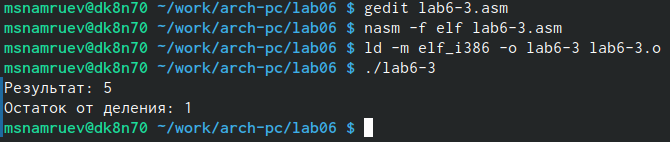 msnamruev@dk8n70 ~/work/arch-pc/lab06 $ gedit lab6-3.asm
msnamruev@dk8n70 ~/work/arch-pc/lab06 $ nasm -f elf lab6-3.asm
msnamruev@dk8n70 ~/work/arch-pc/lab06 $ ld -m elf_i386 -o lab6-3 lab6-3.o
msnamruev@dk8n70 ~/work/arch-pc/lab06 $ ./lab6-3
Результат: 5
Остаток от деления: 1
msnamruev@dk8n70 ~/work/arch-pc/lab06 $